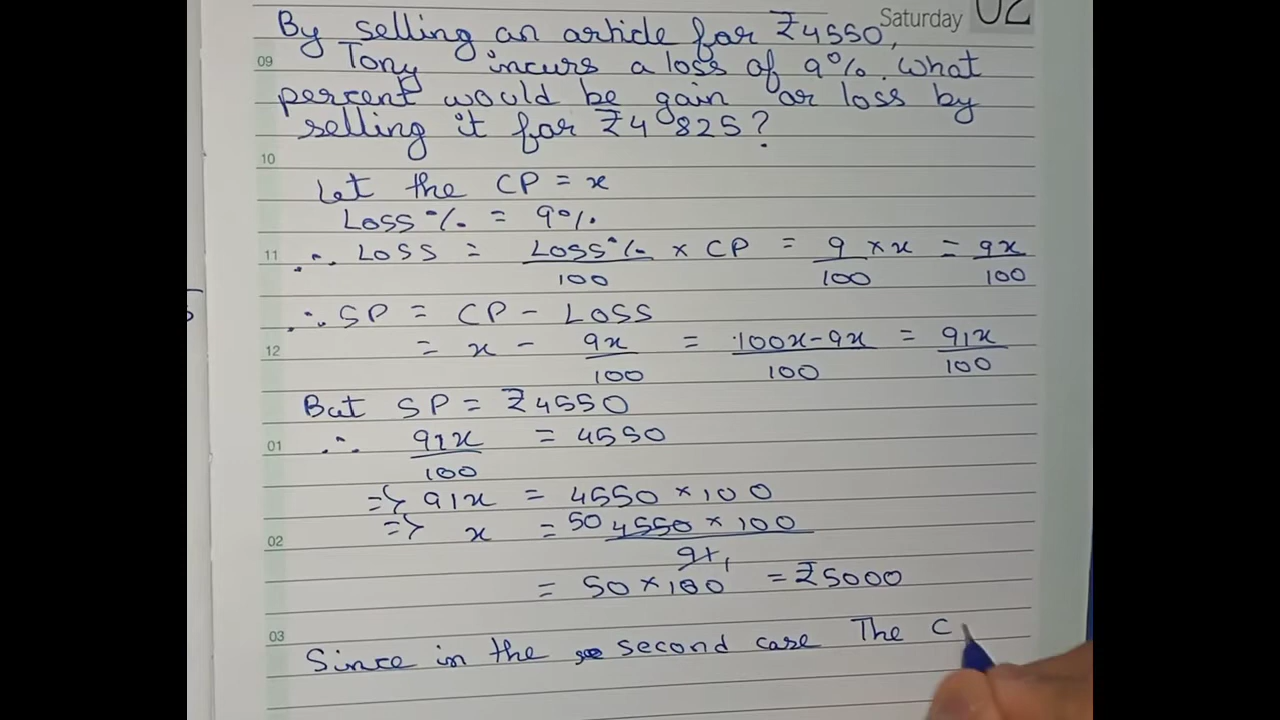 Saturday 02
By selling an article for ₹4550,
09
Tony incurs a loss of 9%. What
percent would be gain or loss by
selling it for ₹4825?
10
Let the CP = x
Loss% = 9%
11
∴ Loss = Loss%/100 × CP = 9/100 × x = 9x/100
∴ SP = CP - LOSS
12
= x - 9x/100 = 100x-9x/100 = 91x/100
But SP = ₹4550
01
∴ 91x/100 = 4550
=> 91x = 4550 × 100
02
=> x = 50 4550 × 100/91 1
= 50 × 100 = ₹5000
03
Since in the second case The C